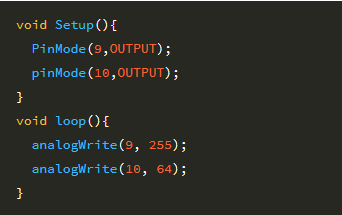 void Setup(){
  PinMode(9,OUTPUT);
  pinMode(10,OUTPUT);
}
void loop(){
  analogWrite(9, 255);
  analogWrite(10, 64);
}